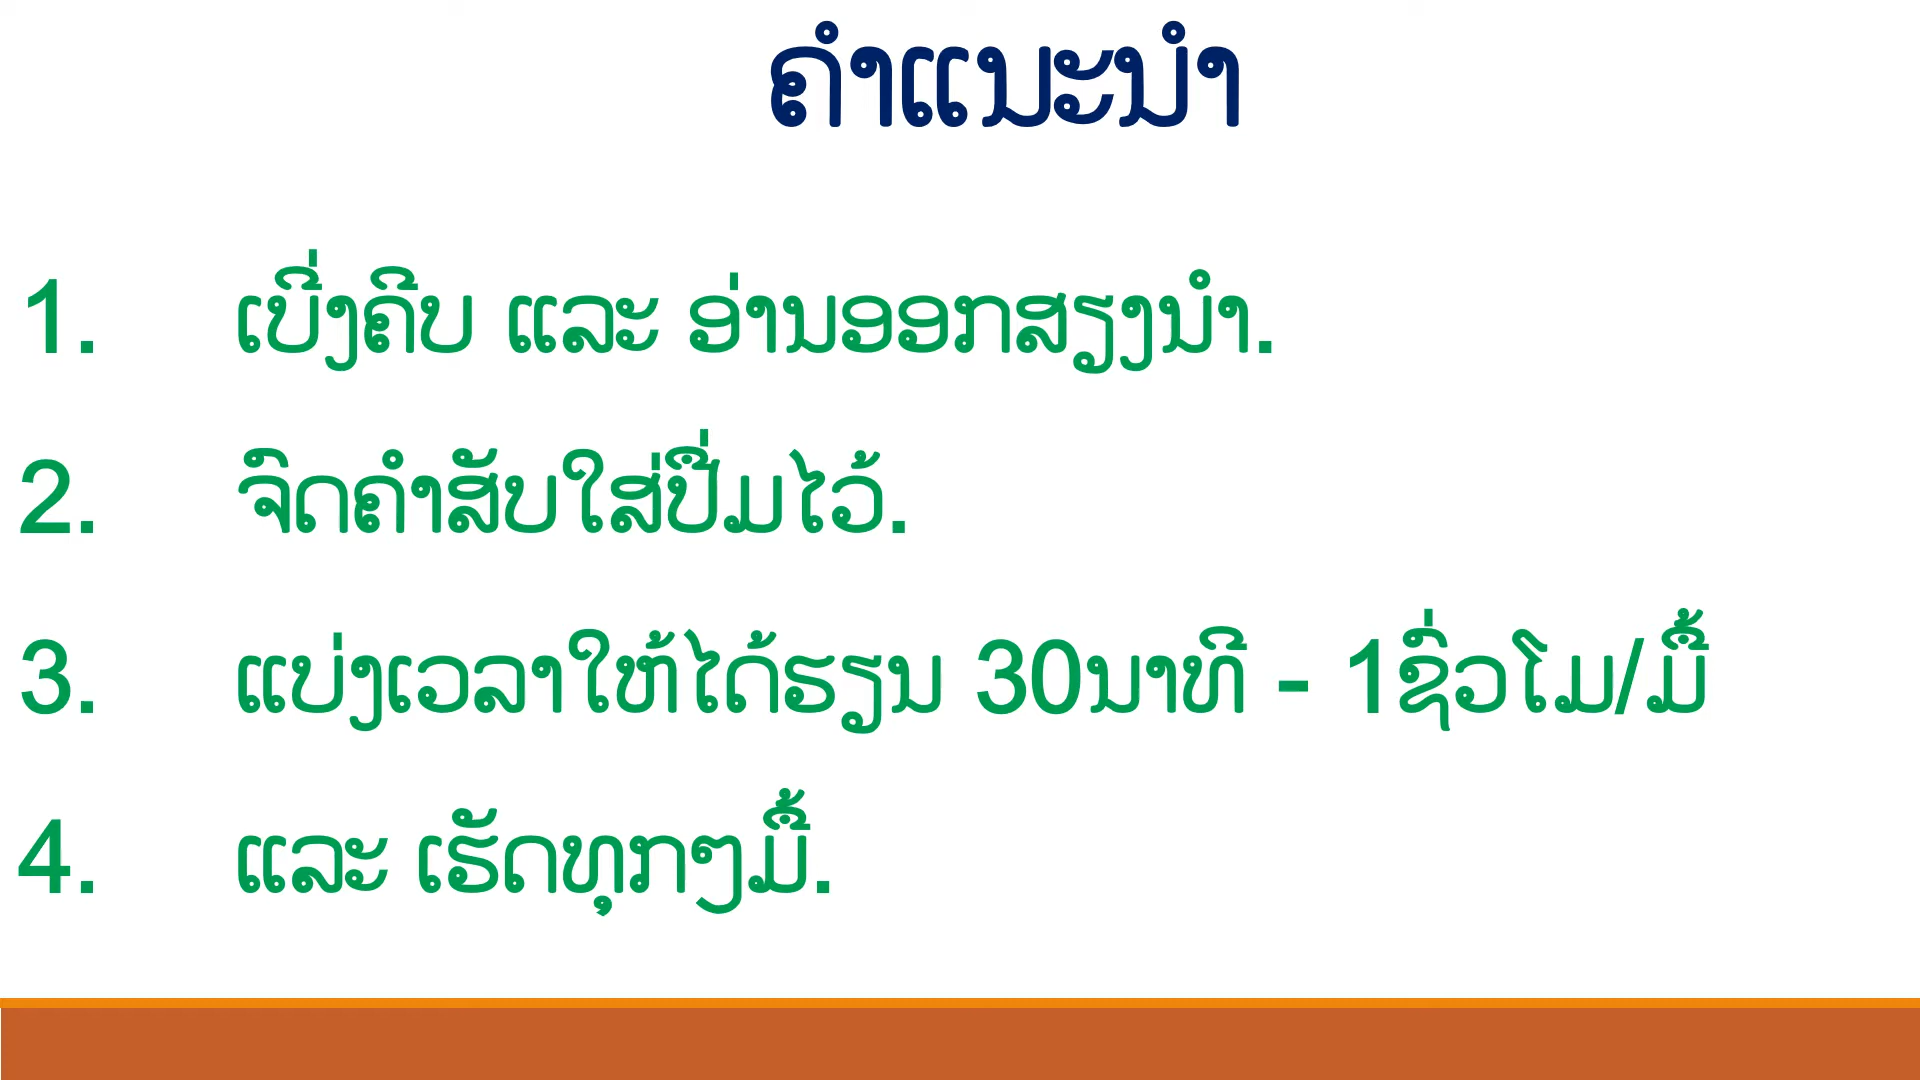 ຄຳແນະນຳ
1. ເບີ່ງຄີບ ແລະ ອ່ານອອກສຽງນຳ.
2. ຈົດຄຳສັບໃສ່ປຶ່ມໄວ້.
3. ແບ່ງເວລາໃຫ້ໄດ້ຮຽນ 30ນາທີ - 1ຊົ່ວໂມ/ມື້
4. ແລະ ເຮັດທຸກໆມື້.